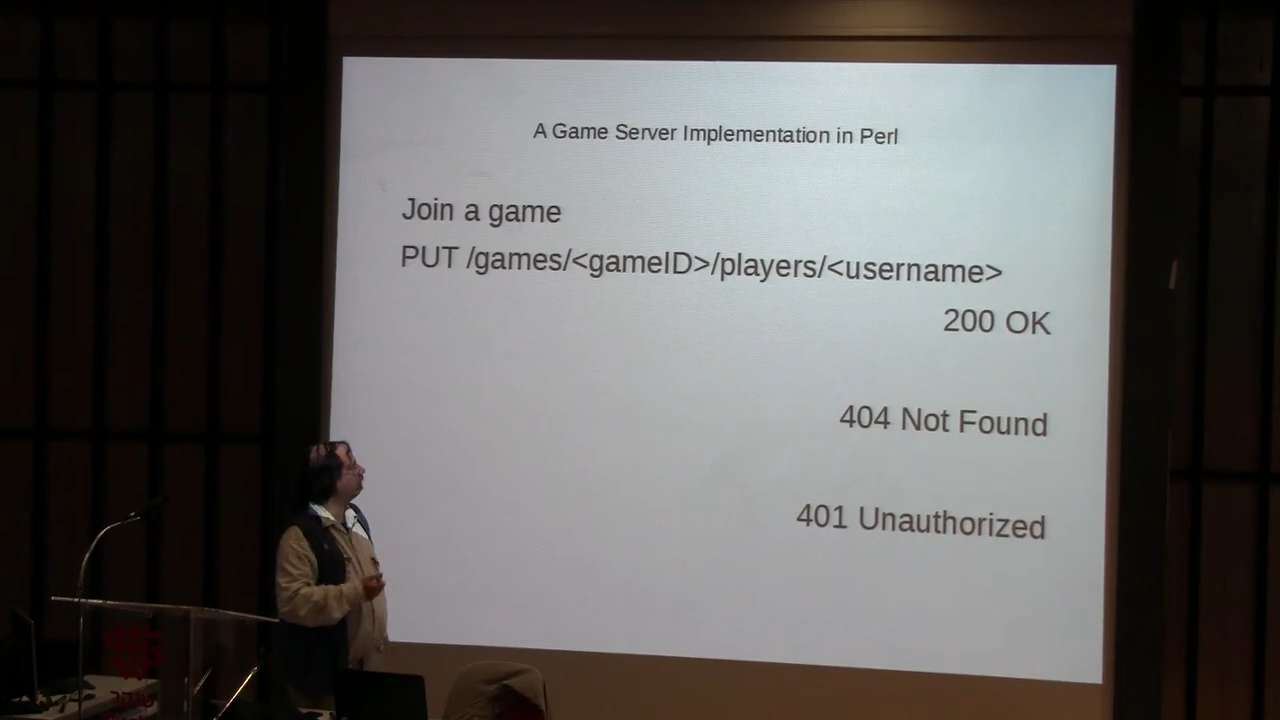 A Game Server Implementation in Perl
Join a game
PUT /games/<gameID>/players/<username>
200 OK
404 Not Found
401 Unauthorized
שנקר